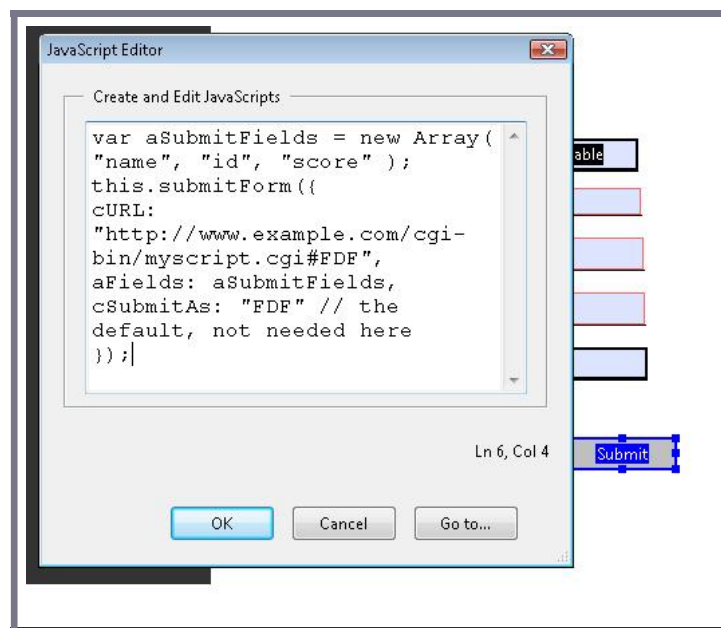 JavaScript Editor
Create and Edit JavaScripts
var aSubmitFields = new Array(
"name", "id", "score" );
this.submitForm({
cURL:
"http://www.example.com/cgi-
bin/myscript.cgi#FDF",
aFields: aSubmitFields,
cSubmitAs: "FDF" // the
default, not needed here
});
able
Ln 6, Col 4
Submit
OK
Cancel
Go to...